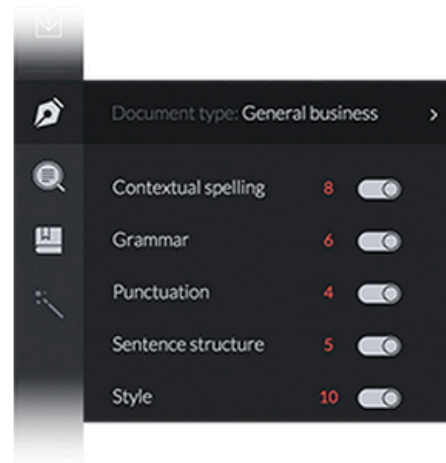 Document type: General business
Contextual spelling 8
Grammar 6
Punctuation 4
Sentence structure 5
Style 10